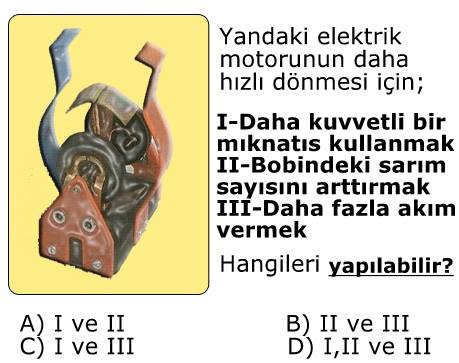 Yandaki elektrik
motorunun daha
hızlı dönmesi için;
I-Daha kuvvetli bir
mıknatıs kullanmak
II-Bobindeki sarım
sayısını arttırmak
III-Daha fazla akım
vermek
Hangileri yapılabilir?
A) I ve II B) II ve III
C) I ve III D) I,II ve III